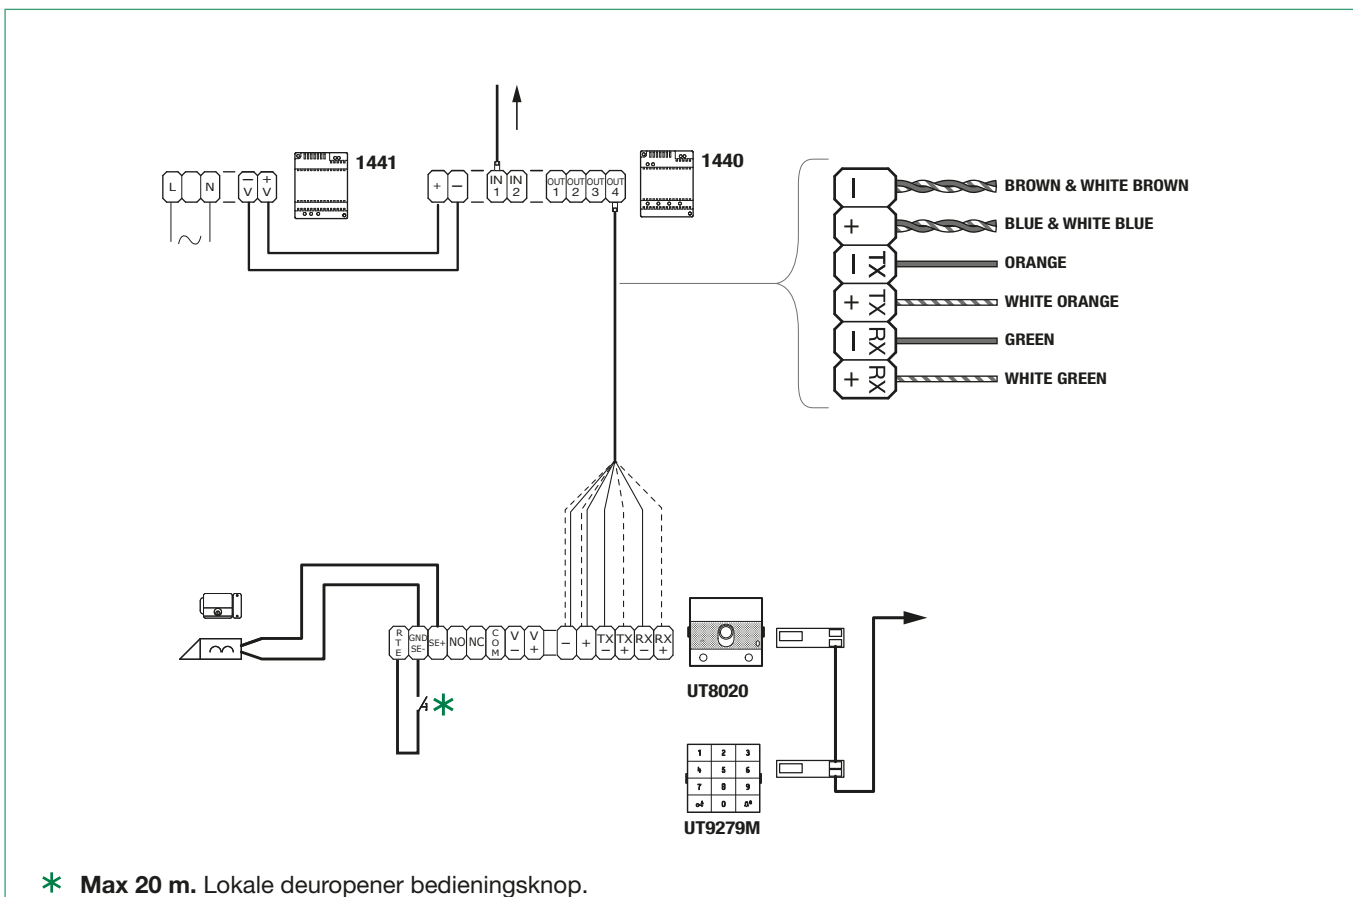 1441
1440
L N − V + V
+ − IN 1 IN 2 OUT 1 OUT 2 OUT 3 OUT 4
− BROWN & WHITE BROWN
+ BLUE & WHITE BLUE
− TX ORANGE
+ TX WHITE ORANGE
− RX GREEN
+ RX WHITE GREEN
RTE GND SE- SE+ NO NC COM V − V + − + TX − TX + RX − RX +
UT8020
1 2 3
4 5 6
7 8 9
0
UT9279M
* Max 20 m. Lokale deuropener bedieningsknop.